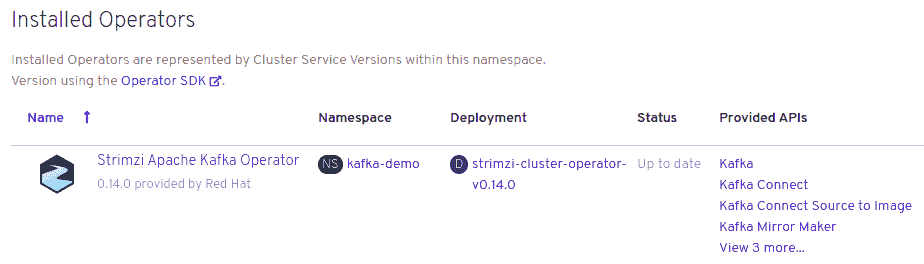 Installed Operators
Installed Operators are represented by Cluster Service Versions within this namespace.
Version using the Operator SDK.
Name ↑ Namespace Deployment Status Provided APIs
Strimzi Apache Kafka Operator
0.14.0 provided by Red Hat
NS kafka-demo
D strimzi-cluster-operator-
v0.14.0
Up to date
Kafka
Kafka Connect
Kafka Connect Source to Image
Kafka Mirror Maker
View 3 more...